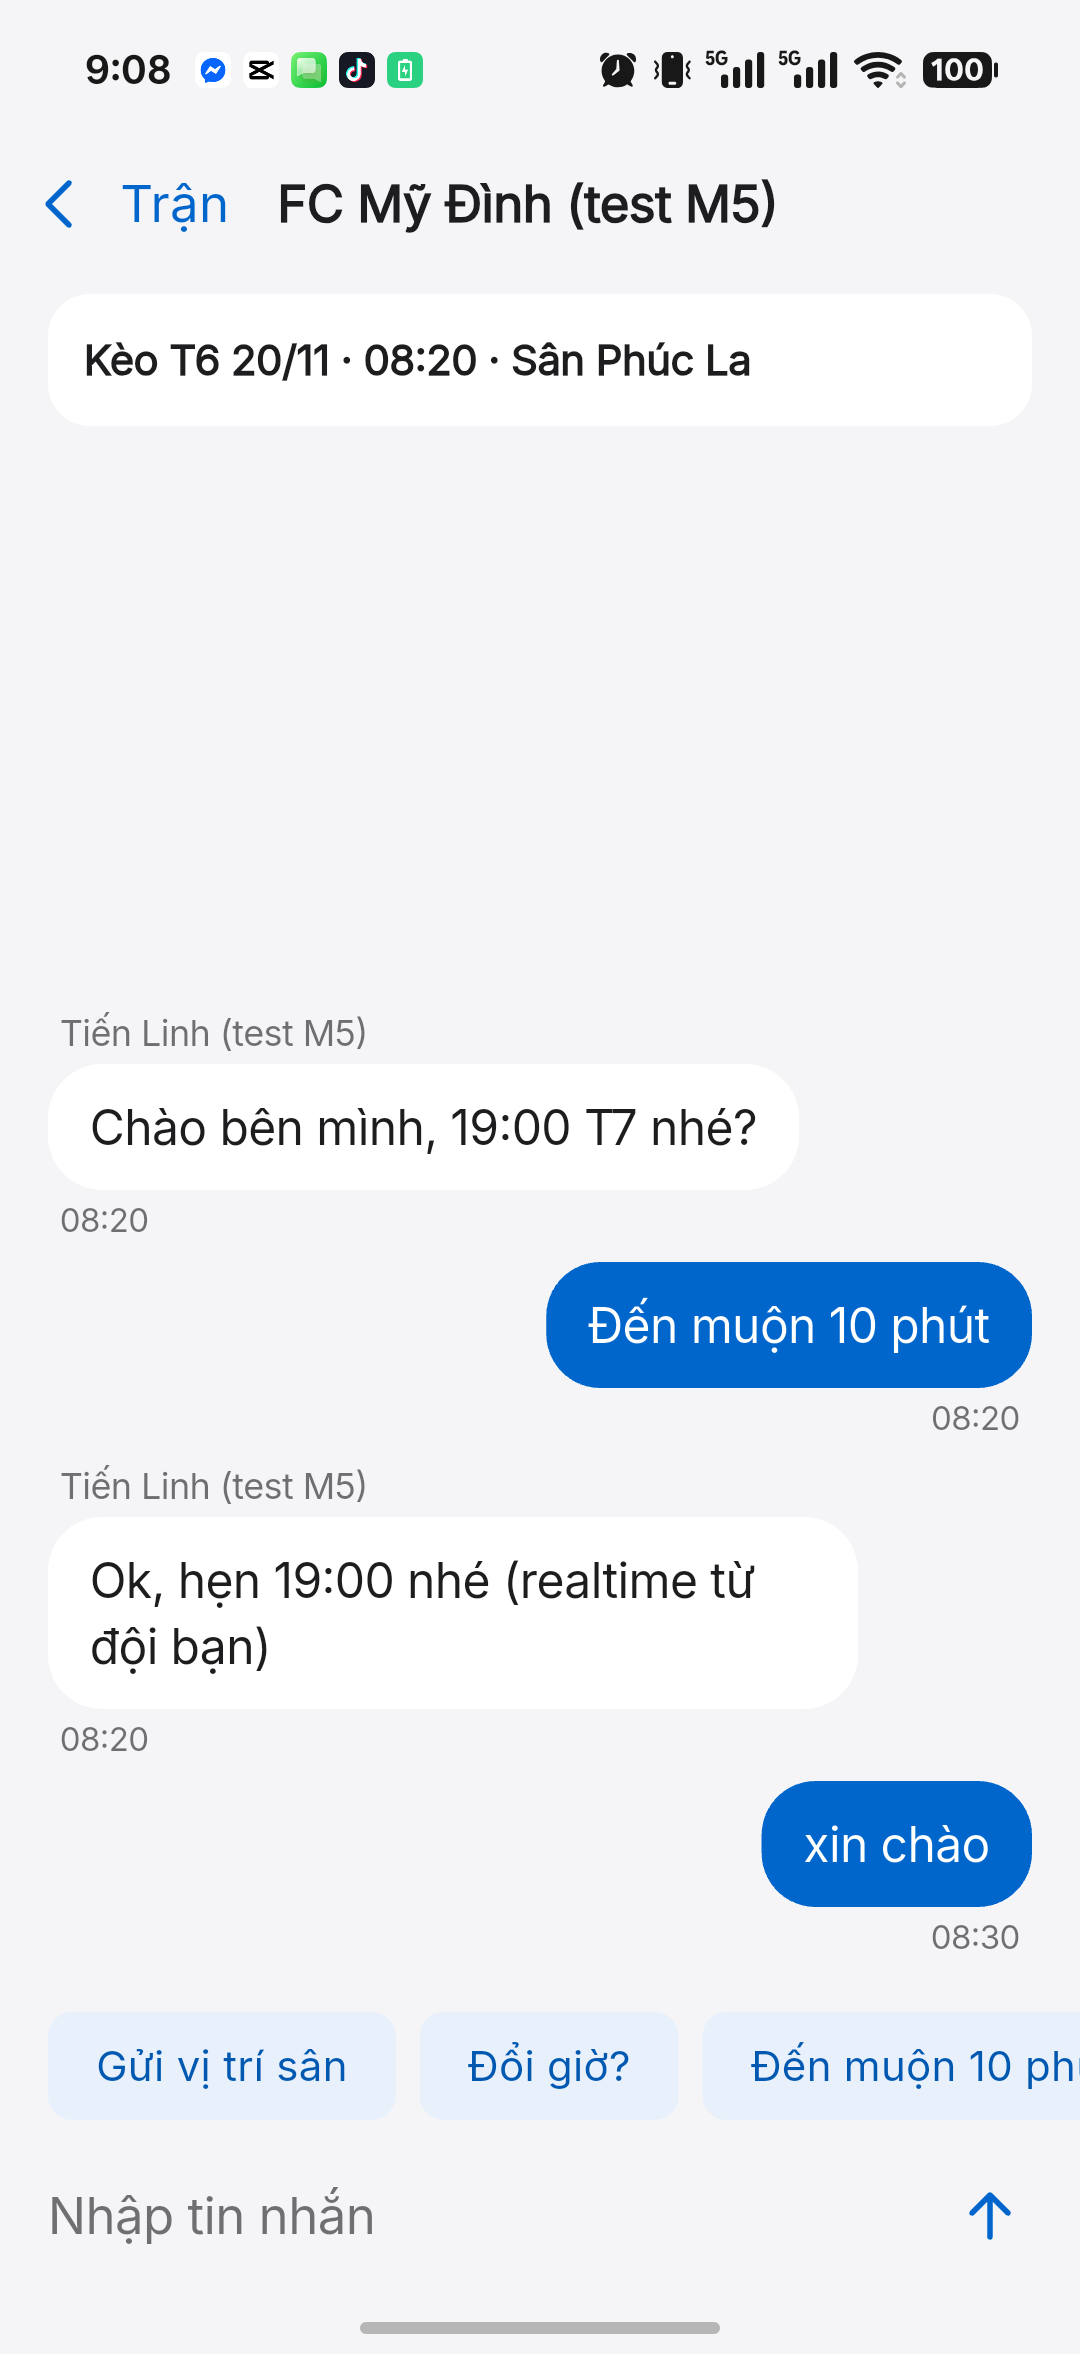 9:08
5G 5G 100
Trận FC Mỹ Đình (test M5)
Kèo T6 20/11 · 08:20 · Sân Phúc La
Tiến Linh (test M5)
Chào bên mình, 19:00 T7 nhé?
08:20
Đến muộn 10 phút
08:20
Tiến Linh (test M5)
Ok, hẹn 19:00 nhé (realtime từ
đội bạn)
08:20
xin chào
08:30
Gửi vị trí sân Đổi giờ? Đến muộn 10 phú
Nhập tin nhắn